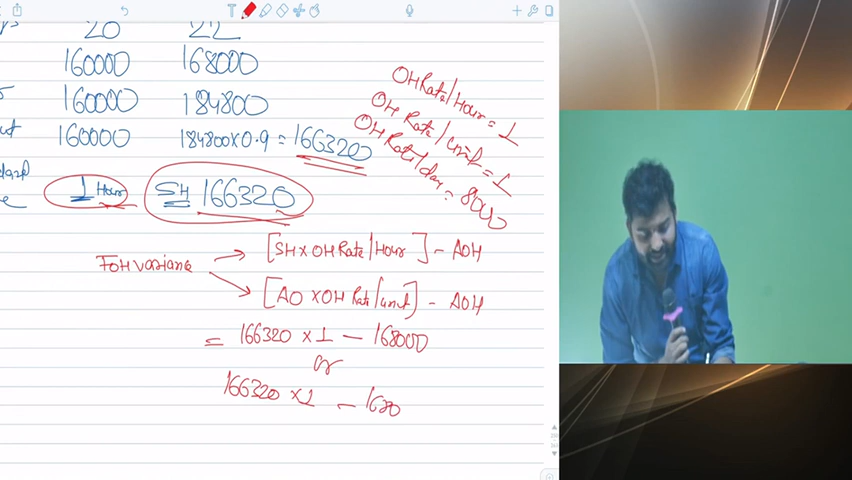 20 22
160000 168000
160000 184800
160000 184800x0.9 = 166320
1 Hour SH 166320
OH Rate/Hour = 1
OH Rate/unit = 1
OH Rate/day = 8000
FOH variance [SH x OH Rate/Hour] - AOH
[AO x OH Rate/unit] - AOH
= 166320 x 1 - 168000
or
166320 x 1 - 1680